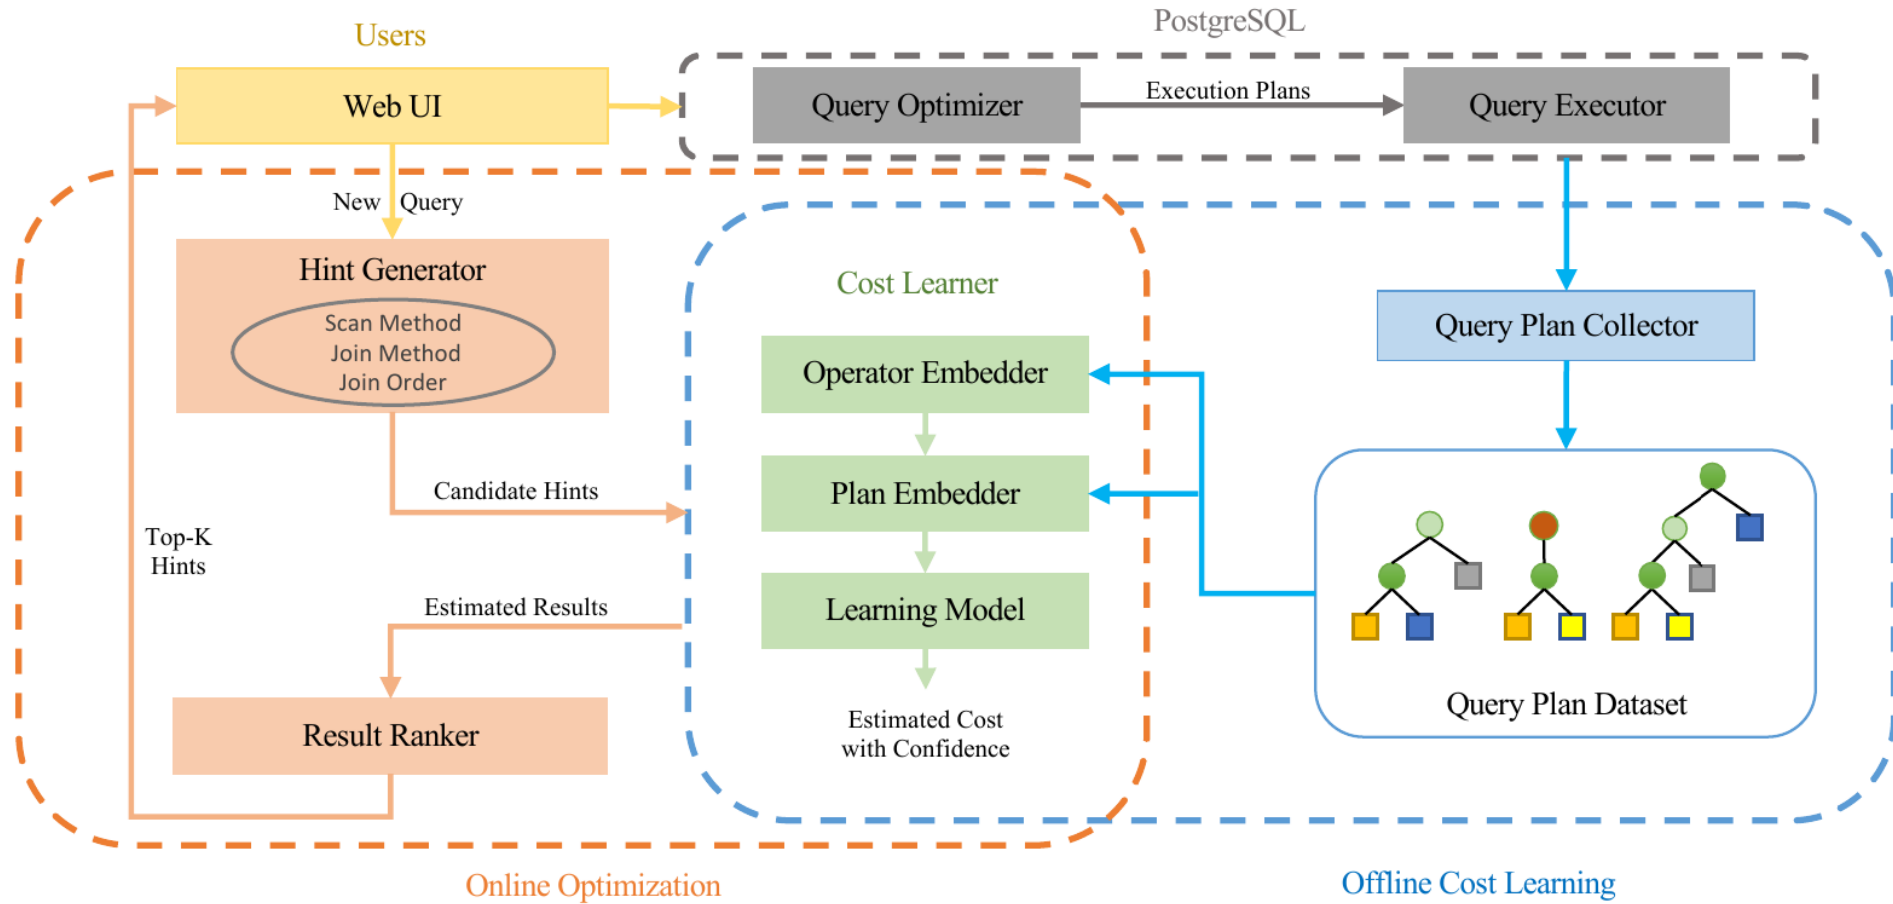 Users
PostgreSQL
Web UI
Query Optimizer
Execution Plans
Query Executor
New Query
Hint Generator
Scan Method
Join Method
Join Order
Cost Learner
Operator Embedder
Plan Embedder
Learning Model
Estimated Cost
with Confidence
Query Plan Collector
Query Plan Dataset
Candidate Hints
Top-K
Hints
Estimated Results
Result Ranker
Online Optimization
Offline Cost Learning